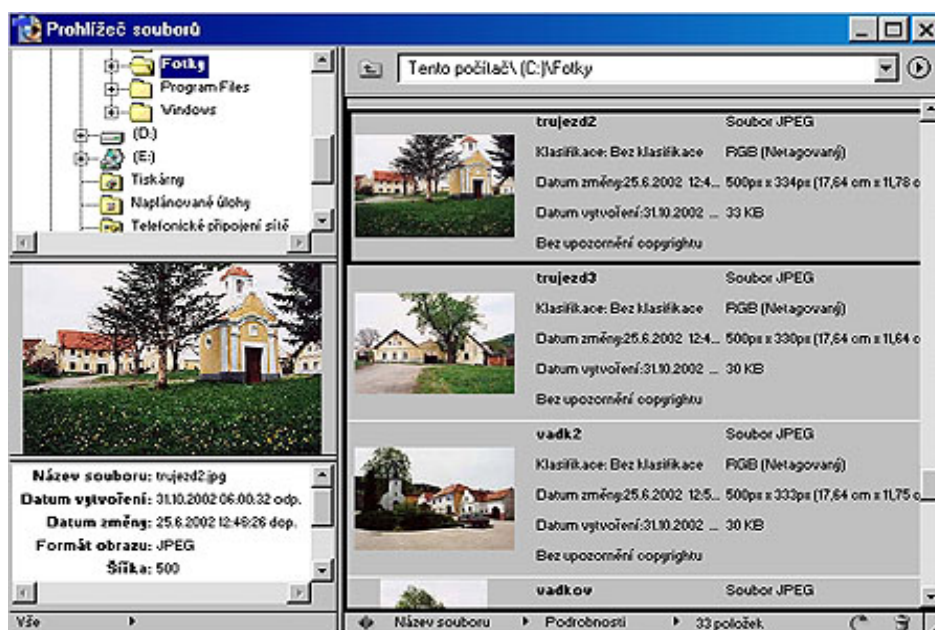 Prohlížeč souborů
Fotky
Program Files
Windows
(D:)
(E:)
Tiskárny
Naplánované úlohy
Telefonické připojení sítě
Název souboru: trujezd2.jpg
Datum vytvoření: 31.10.2002 06:00:32 odp.
Datum změny: 25.6.2002 12:46:26 dop.
Formát obrazu: JPEG
Šířka: 500
Vše
Tento počítač\ (C:)\Fotky
trujezd2 Soubor JPEG
Klasifikace: Bez klasifikace RGB (Netagovaný)
Datum změny:25.6.2002 12:4... 500px x 334px (17,64 cm x 11,78 c
Datum vytvoření:31.10.2002 ... 33 KB
Bez upozornění copyrightu
trujezd3 Soubor JPEG
Klasifikace: Bez klasifikace RGB (Netagovaný)
Datum změny:25.6.2002 12:4... 500px x 330px (17,64 cm x 11,64 c
Datum vytvoření:31.10.2002 ... 30 KB
Bez upozornění copyrightu
vadk2 Soubor JPEG
Klasifikace: Bez klasifikace RGB (Netagovaný)
Datum změny:25.6.2002 12:5... 500px x 333px (17,64 cm x 11,75 c
Datum vytvoření:31.10.2002 ... 30 KB
Bez upozornění copyrightu
vadkov Soubor JPEG
Název souboru Podrobnosti 33 položek